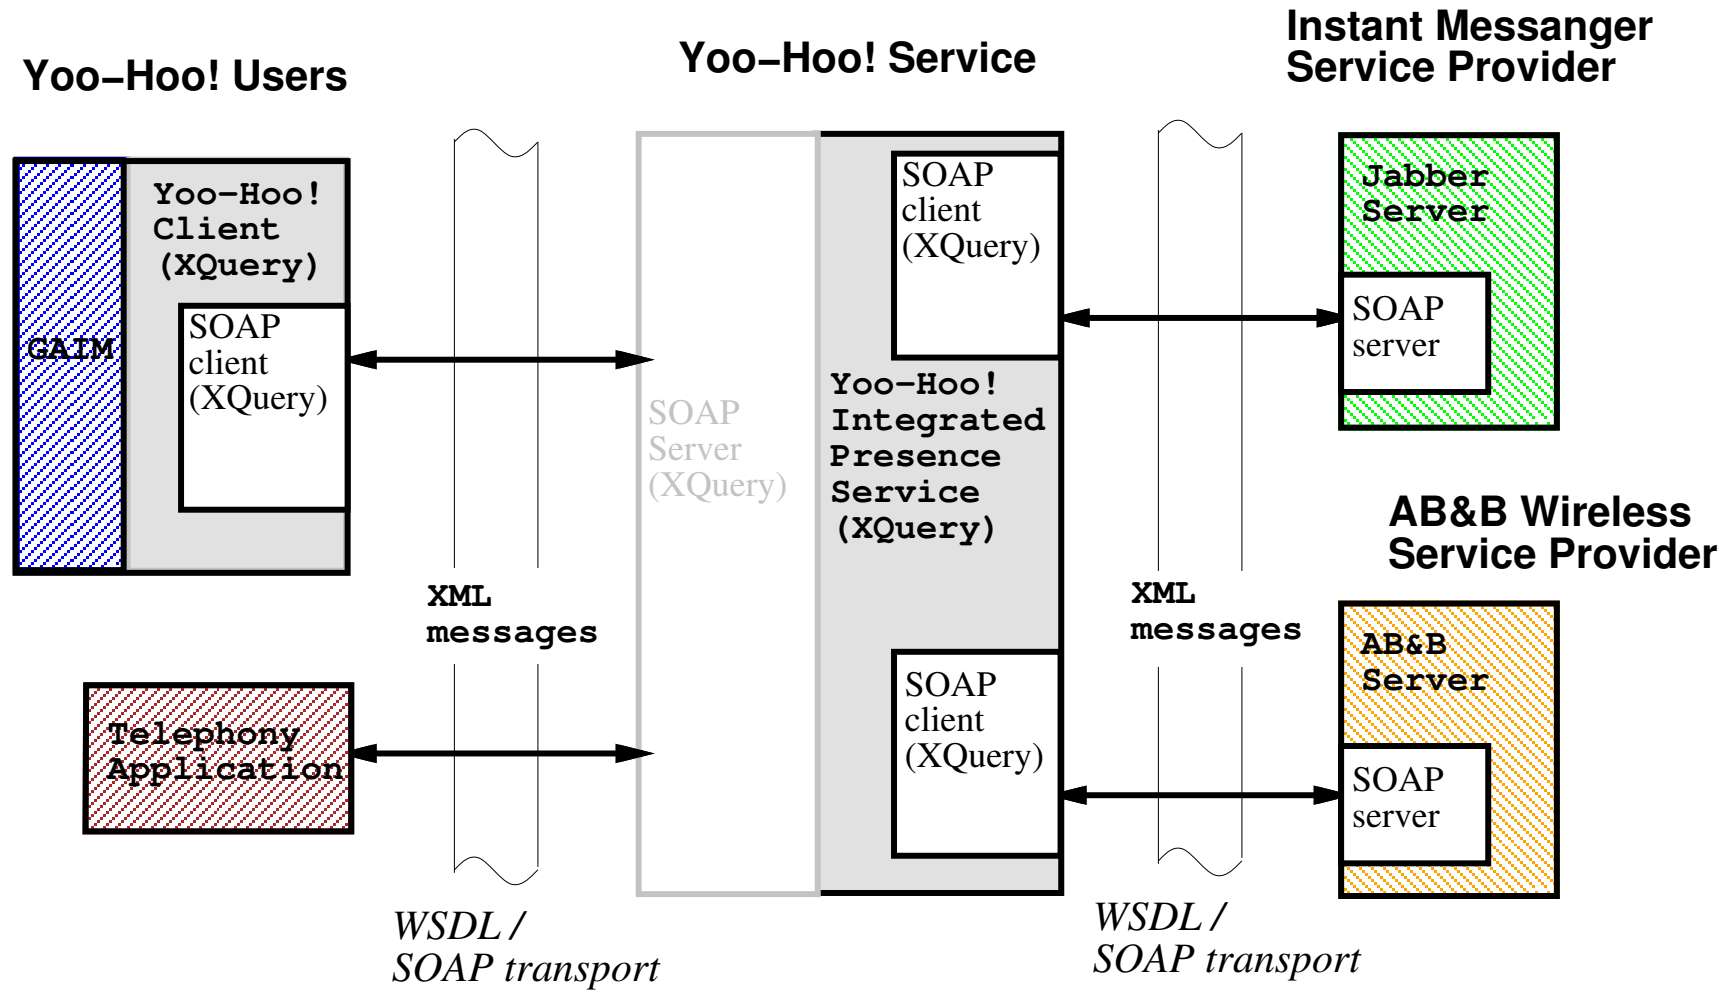 Yoo–Hoo! Users
Yoo–Hoo! Service
Instant Messanger
Service Provider
GAIM
Yoo–Hoo!
Client
(XQuery)
SOAP
client
(XQuery)
Telephony
Application
XML
messages
WSDL /
SOAP transport
SOAP
Server
(XQuery)
SOAP
client
(XQuery)
Yoo–Hoo!
Integrated
Presence
Service
(XQuery)
SOAP
client
(XQuery)
XML
messages
WSDL /
SOAP transport
Jabber
Server
SOAP
server
AB&B Wireless
Service Provider
AB&B
Server
SOAP
server